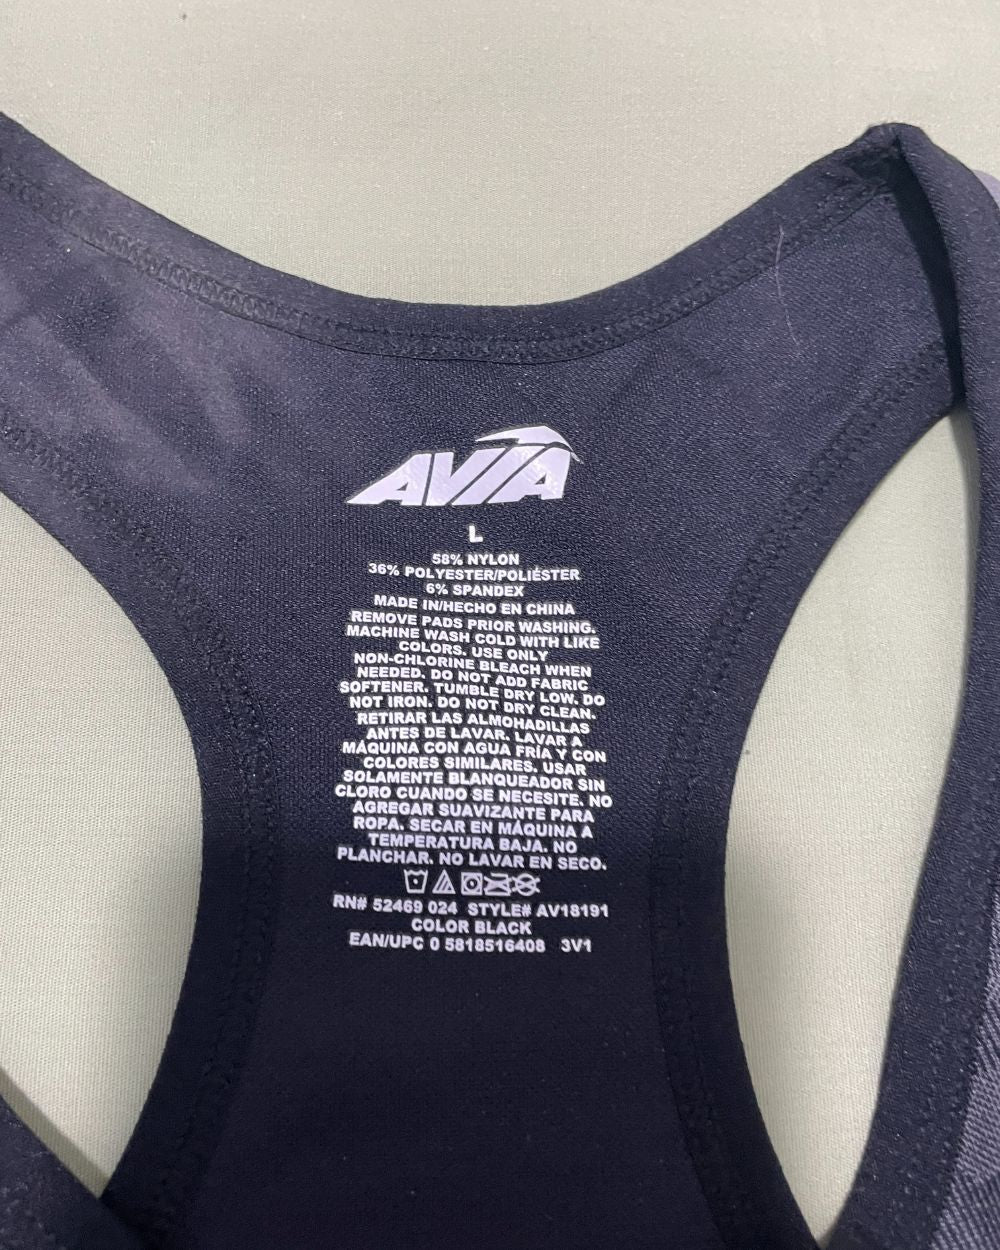 AVIA
L
58% NYLON
36% POLYESTER/POLIÉSTER
6% SPANDEX
MADE IN/HECHO EN CHINA
REMOVE PADS PRIOR WASHING.
MACHINE WASH COLD WITH LIKE
COLORS. USE ONLY
NON-CHLORINE BLEACH WHEN
NEEDED. DO NOT ADD FABRIC
SOFTENER. TUMBLE DRY LOW. DO
NOT IRON. DO NOT DRY CLEAN.
RETIRAR LAS ALMOHADILLAS
ANTES DE LAVAR. LAVAR A
MÁQUINA CON AGUA FRÍA Y CON
COLORES SIMILARES. USAR
SOLAMENTE BLANQUEADOR SIN
CLORO CUANDO SE NECESITE. NO
AGREGAR SUAVIZANTE PARA
ROPA. SECAR EN MÁQUINA A
TEMPERATURA BAJA. NO
PLANCHAR. NO LAVAR EN SECO.
RN# 52469 024 STYLE# AV18191
COLOR BLACK
EAN/UPC 0 5818516408 3V1